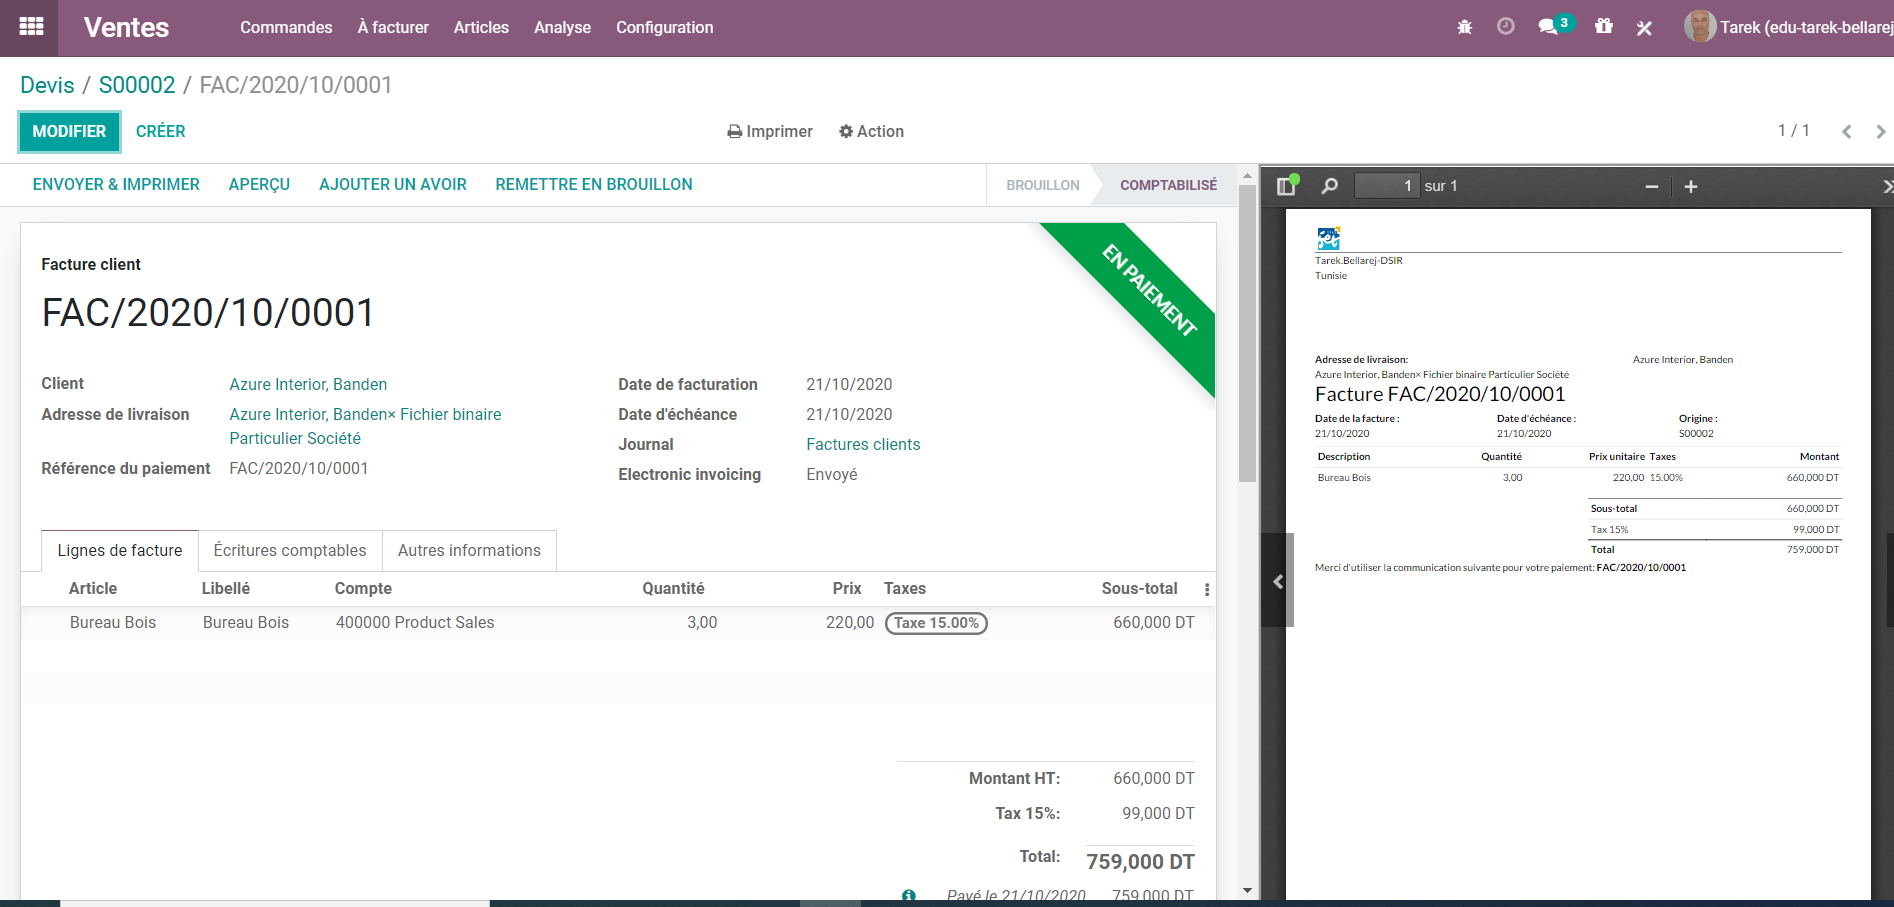 Ventes Commandes À facturer Articles Analyse Configuration 3 Tarek (edu-tarek-bellarej
Devis / S00002 / FAC/2020/10/0001
MODIFIER CRÉER Imprimer Action 1 / 1
ENVOYER & IMPRIMER APERÇU AJOUTER UN AVOIR REMETTRE EN BROUILLON BROUILLON COMPTABILISÉ
EN PAIEMENT
Facture client
FAC/2020/10/0001
Client Azure Interior, Banden
Adresse de livraison Azure Interior, Banden× Fichier binaire
Particulier Société
Référence du paiement FAC/2020/10/0001
Date de facturation 21/10/2020
Date d'échéance 21/10/2020
Journal Factures clients
Electronic invoicing Envoyé
Lignes de facture Écritures comptables Autres informations
Article Libellé Compte Quantité Prix Taxes Sous-total
Bureau Bois Bureau Bois 400000 Product Sales 3,00 220,00 Taxe 15.00% 660,000 DT
Montant HT: 660,000 DT
Tax 15%: 99,000 DT
Total: 759,000 DT
Payé le 21/10/2020 759,000 DT
1 sur 1
jet
Tarek.Bellarej-DSIR
Tunisie
Adresse de livraison: Azure Interior, Banden
Azure Interior, Banden× Fichier binaire Particulier Société
Facture FAC/2020/10/0001
Date de la facture : Date d'échéance : Origine :
21/10/2020 21/10/2020 S00002
Description Quantité Prix unitaire Taxes Montant
Bureau Bois 3,00 220,00 15.00% 660,000 DT
Sous-total 660,000 DT
Tax 15% 99,000 DT
Total 759,000 DT
Merci d'utiliser la communication suivante pour votre paiement: FAC/2020/10/0001